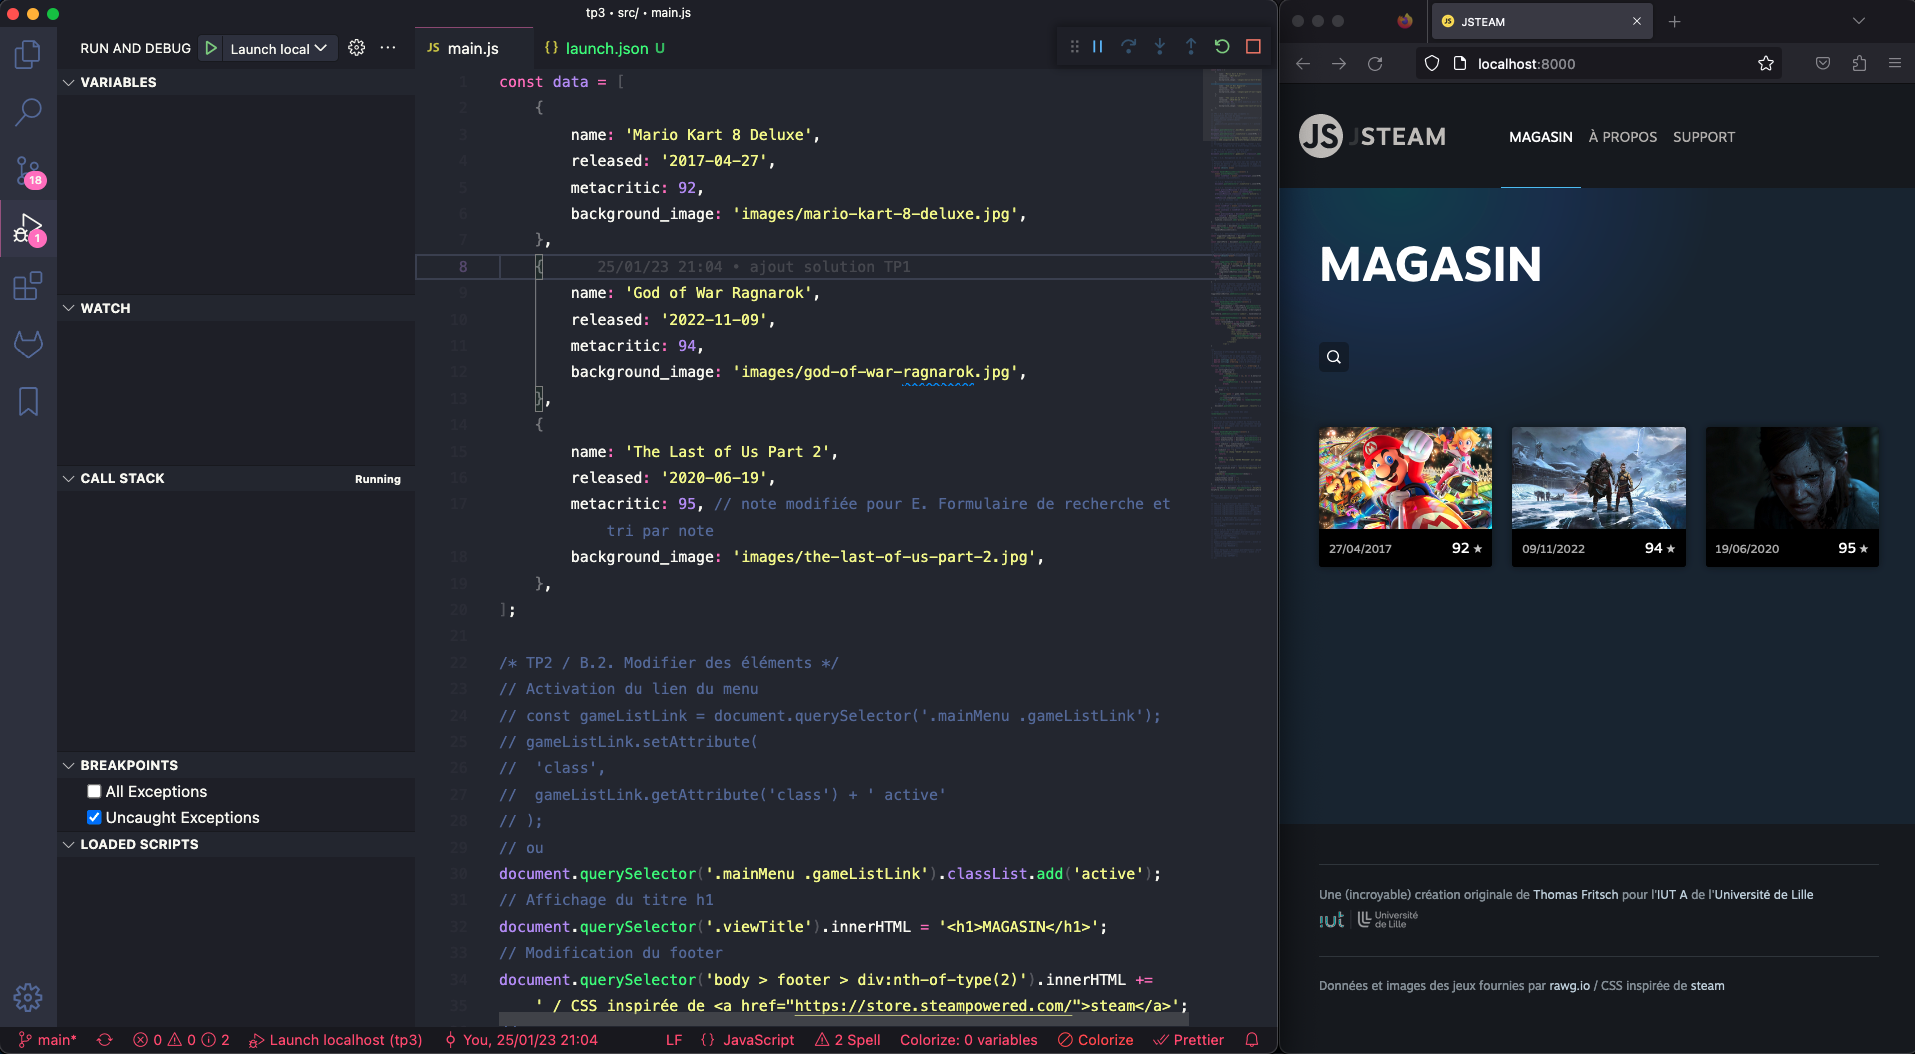 tp3 • src/ • main.js
RUN AND DEBUG
Launch local
JS main.js
{} launch.json U
VARIABLES
WATCH
CALL STACK
Running
BREAKPOINTS
All Exceptions
Uncaught Exceptions
LOADED SCRIPTS
18
1
1 const data = [
2 {
3 name: 'Mario Kart 8 Deluxe',
4 released: '2017-04-27',
5 metacritic: 92,
6 background_image: 'images/mario-kart-8-deluxe.jpg',
7 },
8 { 25/01/23 21:04 • ajout solution TP1
9 name: 'God of War Ragnarok',
10 released: '2022-11-09',
11 metacritic: 94,
12 background_image: 'images/god-of-war-ragnarok.jpg',
13 },
14 {
15 name: 'The Last of Us Part 2',
16 released: '2020-06-19',
17 metacritic: 95, // note modifiée pour E. Formulaire de recherche et
tri par note
18 background_image: 'images/the-last-of-us-part-2.jpg',
19 },
20 ];
21
22 /* TP2 / B.2. Modifier des éléments */
23 // Activation du lien du menu
24 // const gameListLink = document.querySelector('.mainMenu .gameListLink');
25 // gameListLink.setAttribute(
26 // 'class',
27 // gameListLink.getAttribute('class') + ' active'
28 // );
29 // ou
30 document.querySelector('.mainMenu .gameListLink').classList.add('active');
31 // Affichage du titre h1
32 document.querySelector('.viewTitle').innerHTML = '<h1>MAGASIN</h1>';
33 // Modification du footer
34 document.querySelector('body > footer > div:nth-of-type(2)').innerHTML +=
35 ' / CSS inspirée de <a href="https://store.steampowered.com/">steam</a>';
main*
0 0 2
Launch localhost (tp3)
You, 25/01/23 21:04
LF
{} JavaScript
2 Spell
Colorize: 0 variables
Colorize
Prettier
JS JSTEAM
localhost:8000
JS JSTEAM
MAGASIN
À PROPOS
SUPPORT
MAGASIN
27/04/2017 92 ★
09/11/2022 94 ★
19/06/2020 95 ★
Une (incroyable) création originale de Thomas Fritsch pour l'IUT A de l'Université de Lille
iut
Université
de Lille
Données et images des jeux fournies par rawg.io / CSS inspirée de steam